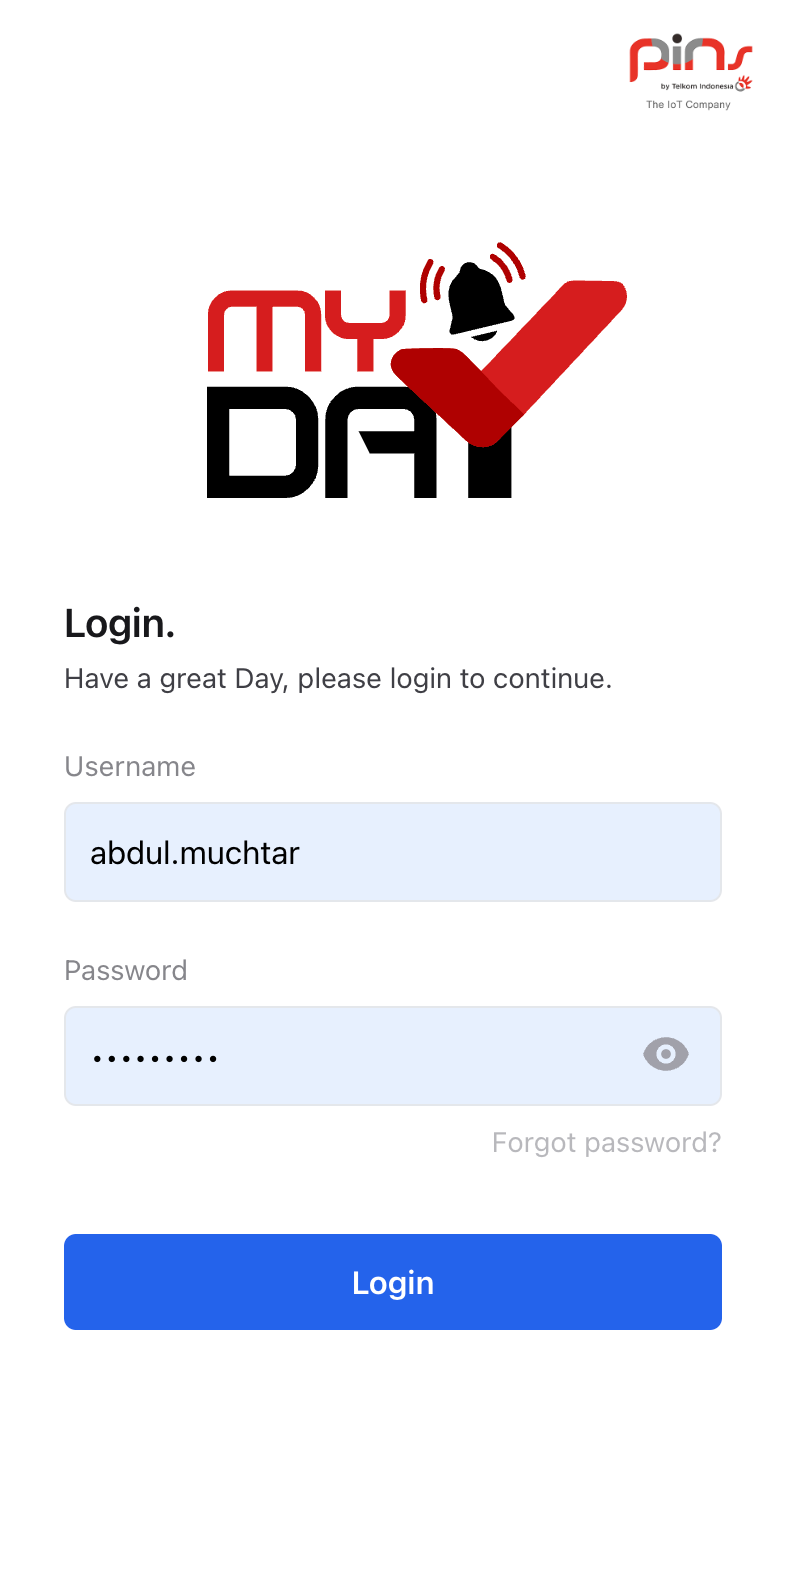 pins
by Telkom Indonesia
The IoT Company
MY
DAY
Login.
Have a great Day, please login to continue.
Username
abdul.muchtar
Password
•••••••••
Forgot password?
Login